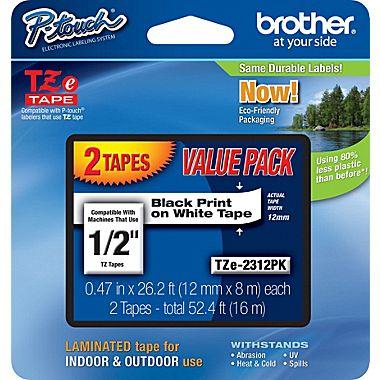 P-touch
ELECTRONIC LABELING SYSTEM
brother
at your side
TZe
TAPE
Compatible with P-touch
labelers that use TZ tape
Same Durable Labels!
Now!
Eco-Friendly
Packaging
Using 60%
less plastic
than before*!
2 TAPES
VALUE PACK
Compatible With
Machines That Use
1/2"
TZ Tapes
Black Print
on White Tape
ACTUAL
TAPE
WIDTH
12mm
TZe-2312PK
0.47 in x 26.2 ft (12 mm x 8 m) each
2 Tapes - total 52.4 ft (16 m)
LAMINATED tape for
INDOOR & OUTDOOR use
WITHSTANDS
• Abrasion • UV
• Heat & Cold • Spills